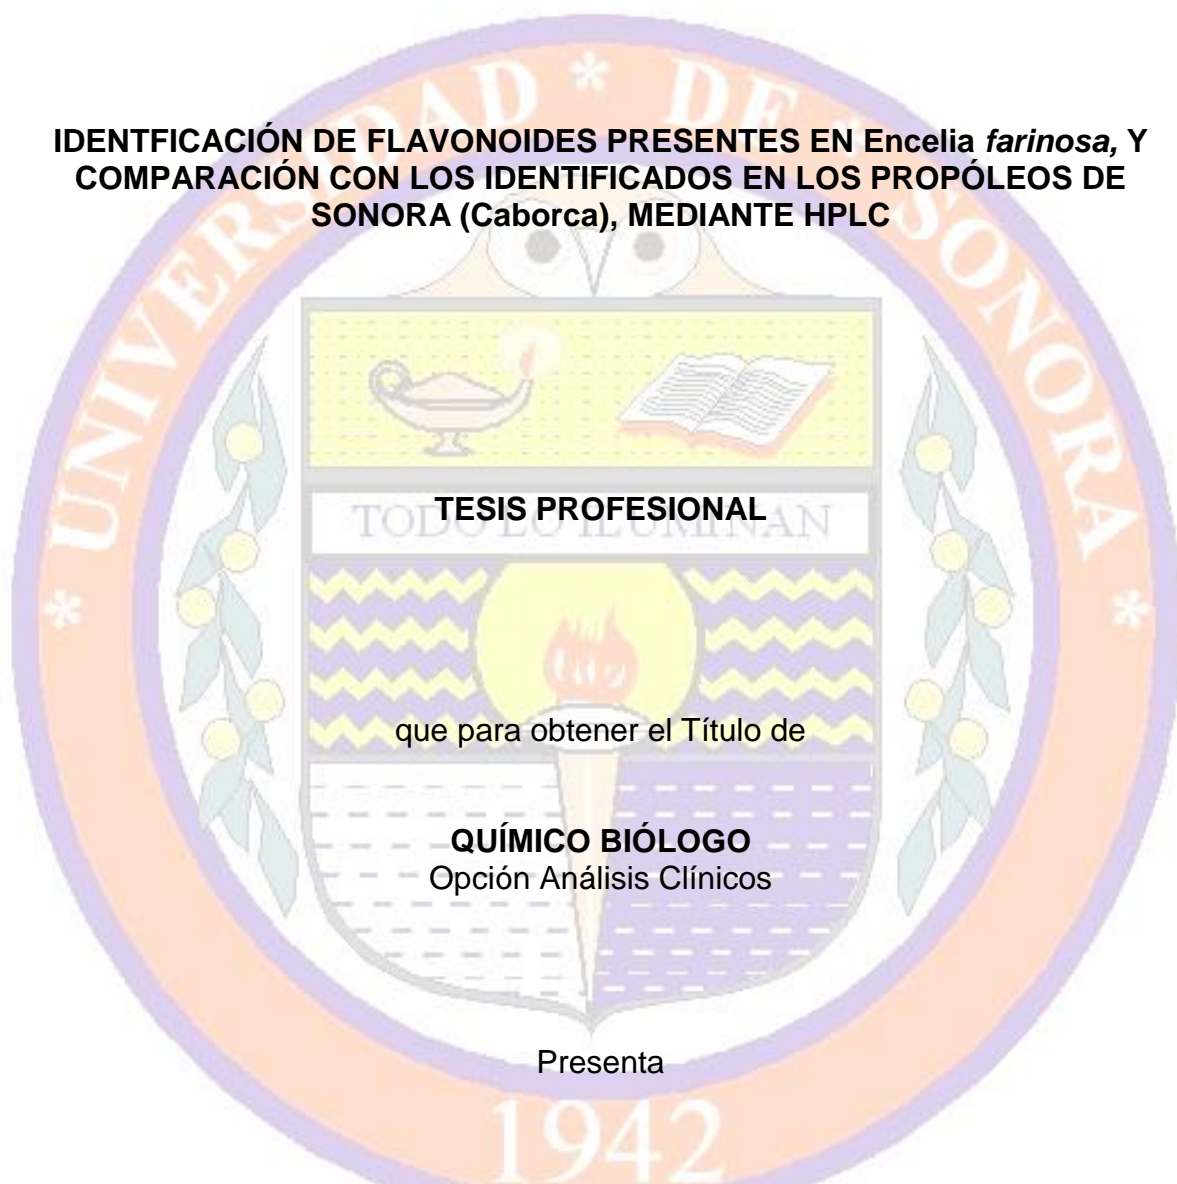 UNIVERSIDAD * DE * SONORA
IDENTFICACIÓN DE FLAVONOIDES PRESENTES EN Encelia farinosa, Y
COMPARACIÓN CON LOS IDENTIFICADOS EN LOS PROPÓLEOS DE
SONORA (Caborca), MEDIANTE HPLC
TESIS PROFESIONAL
TODO LO ILUMINAN
que para obtener el Título de
QUÍMICO BIÓLOGO
Opción Análisis Clínicos
Presenta
* 1942 *